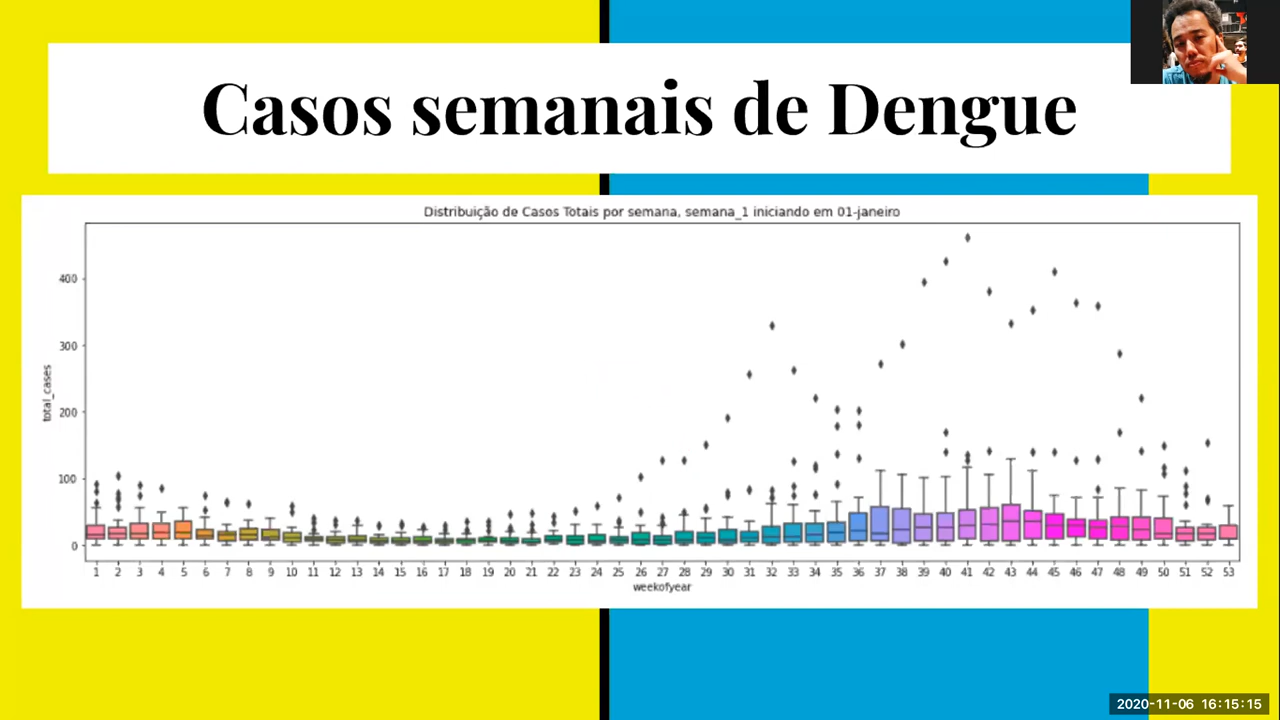 Casos semanais de Dengue
Distribuição de Casos Totais por semana, semana_1 iniciando em 01-janeiro
total_cases
400
300
200
100
0
1 2 3 4 5 6 7 8 9 10 11 12 13 14 15 16 17 18 19 20 21 22 23 24 25 26 27 28 29 30 31 32 33 34 35 36 37 38 39 40 41 42 43 44 45 46 47 48 49 50 51 52 53
weekofyear
2020-11-06 16:15:15